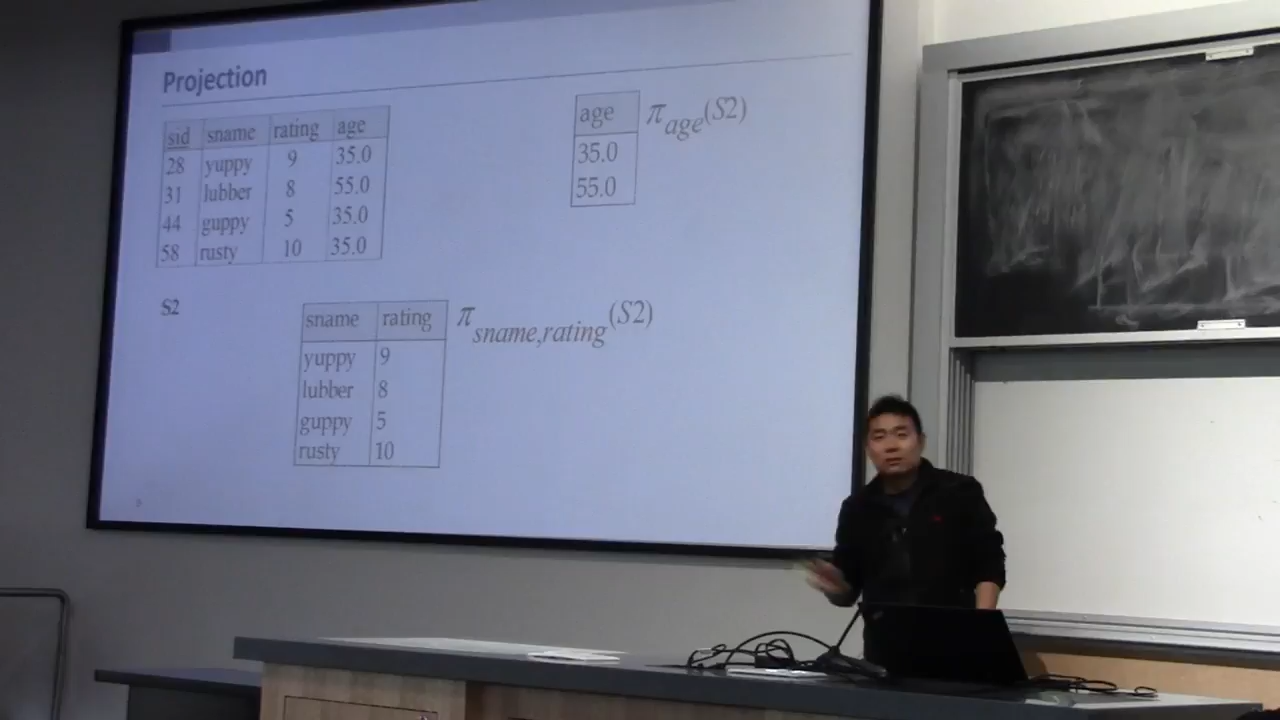 Projection
sid sname rating age
28 yuppy 9 35.0
31 lubber 8 55.0
44 guppy 5 35.0
58 rusty 10 35.0
S2
age
35.0
55.0
π age (S2)
sname rating
yuppy 9
lubber 8
guppy 5
rusty 10
π sname,rating (S2)